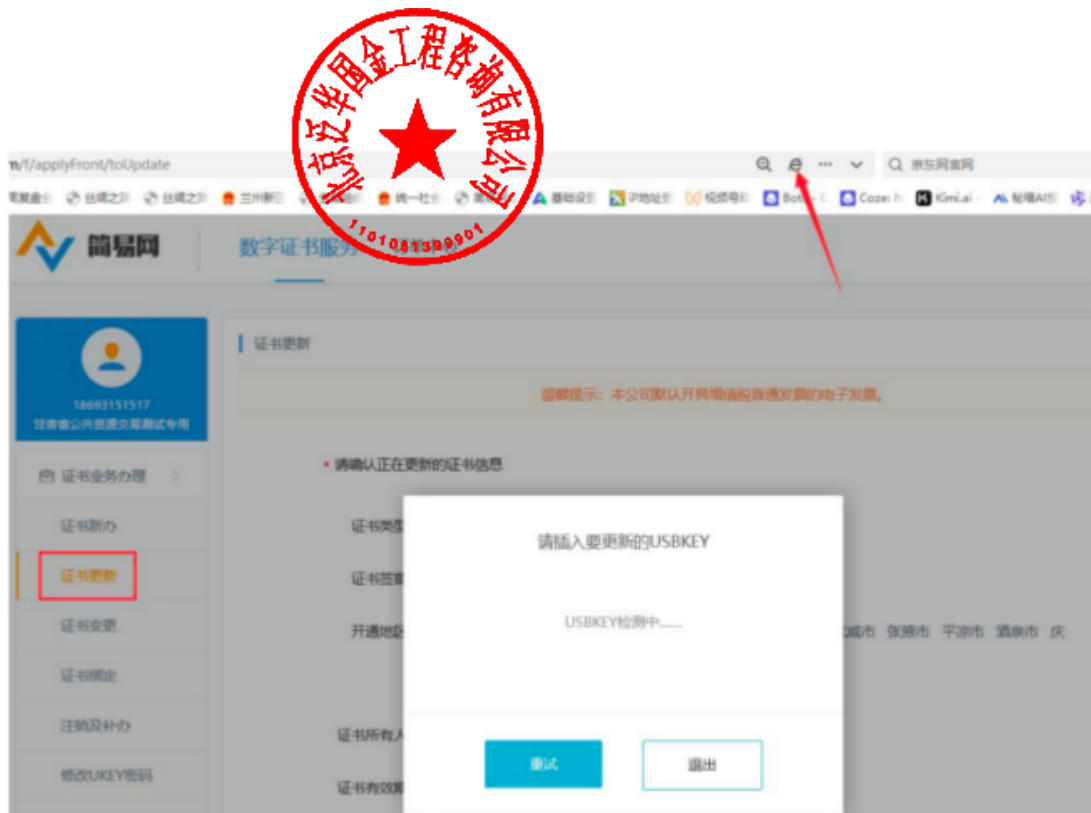 北京泛华国金工程咨询有限公司
n/f/applyFront/toUpdate
京东网官网
简易网
数字证书服务
18693151517
甘肃省公共资源交易测试专用
证书更新
温馨提示：本公司默认开具增值税普通发票的电子发票。
证书业务办理
* 请确认正在更新的证书信息
证书新办
证书类型
请插入要更新的USBKEY
证书更新
证书签章
证书变更
开通地区
USBKEY检测中......
张掖市 平凉市 酒泉市 庆
证书绑定
注销及补办
证书所有人
重试
退出
修改UKEY密码
证书有效期